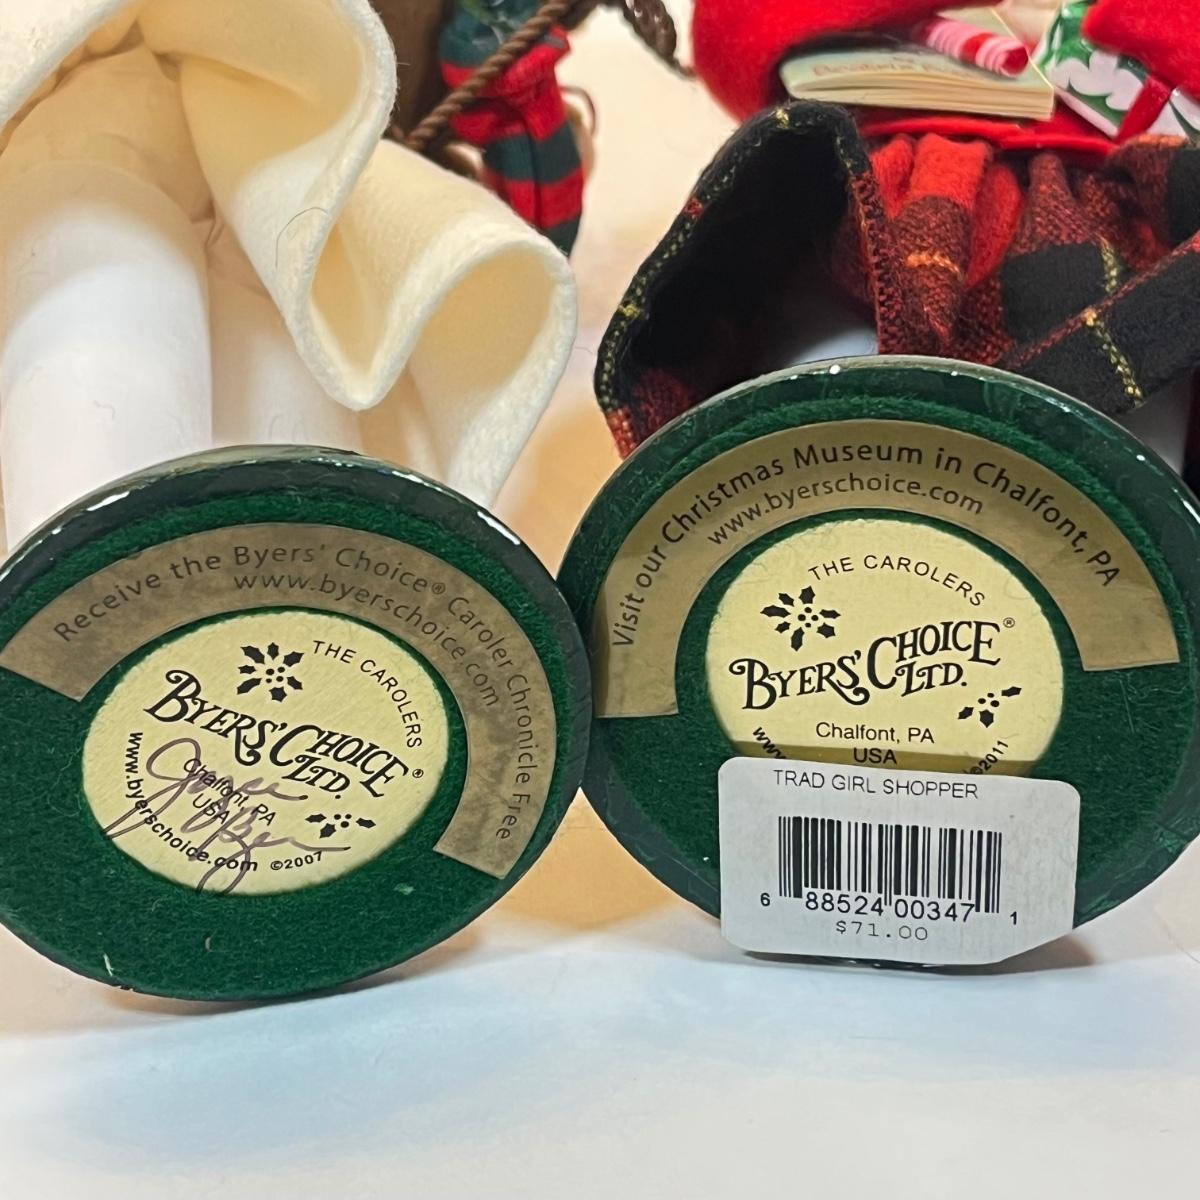 Receive the Byers' Choice® Caroler Chronicle Free
www.byerschoice.com
THE CAROLERS
BYERS' CHOICE
LTD.®
Chalfont, PA
USA
www.byerschoice.com ©2007
Visit our Christmas Museum in Chalfont, PA
www.byerschoice.com
THE CAROLERS
BYERS' CHOICE®
LTD.
Chalfont, PA
USA
2011
TRAD GIRL SHOPPER
6 88524 00347 1
$71.00